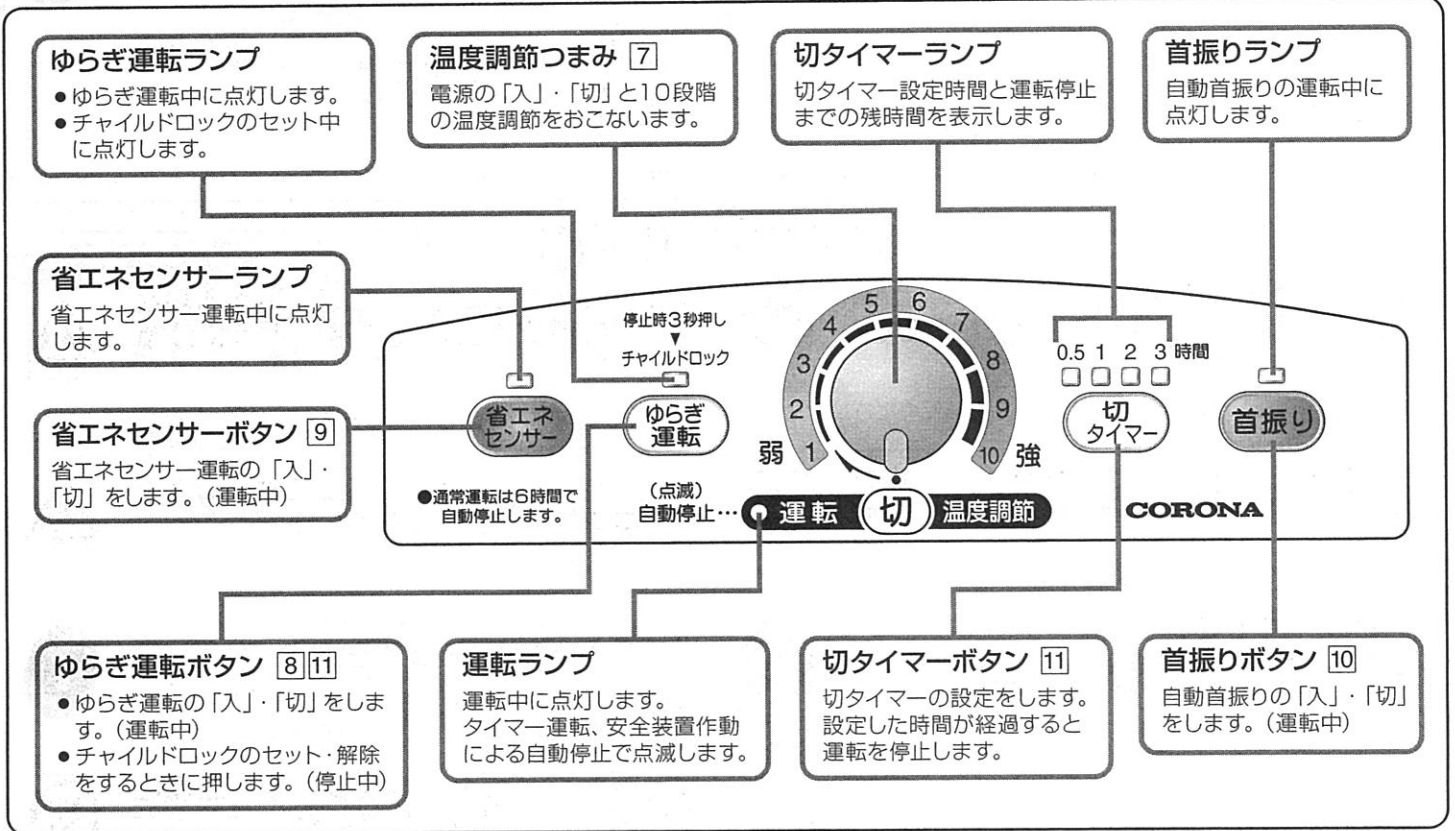 ゆらぎ運転ランプ
●ゆらぎ運転中に点灯します。
●チャイルドロックのセット中
に点灯します。
温度調節つまみ 7
電源の「入」・「切」と10段階
の温度調節をおこないます。
切タイマーランプ
切タイマー設定時間と運転停止
までの残時間を表示します。
首振りランプ
自動首振りの運転中に
点灯します。
省エネセンサーランプ
省エネセンサー運転中に点灯
します。
省エネセンサーボタン 9
省エネセンサー運転の「入」・
「切」をします。(運転中)
省エネ
センサー
●通常運転は6時間で
自動停止します。
停止時3秒押し
▼
チャイルドロック
ゆらぎ
運転
(点滅)
自動停止…
弱 1 2 3 4 5 6 7 8 9 10 強
運転 切 温度調節
0.5 1 2 3 時間
切
タイマー
首振り
CORONA
ゆらぎ運転ボタン 8 11
●ゆらぎ運転の「入」・「切」をしま
す。(運転中)
●チャイルドロックのセット・解除
をするときに押します。(停止中)
運転ランプ
運転中に点灯します。
タイマー運転、安全装置作動
による自動停止で点滅します。
切タイマーボタン 11
切タイマーの設定をします。
設定した時間が経過すると
運転を停止します。
首振りボタン 10
自動首振りの「入」・「切」
をします。(運転中)